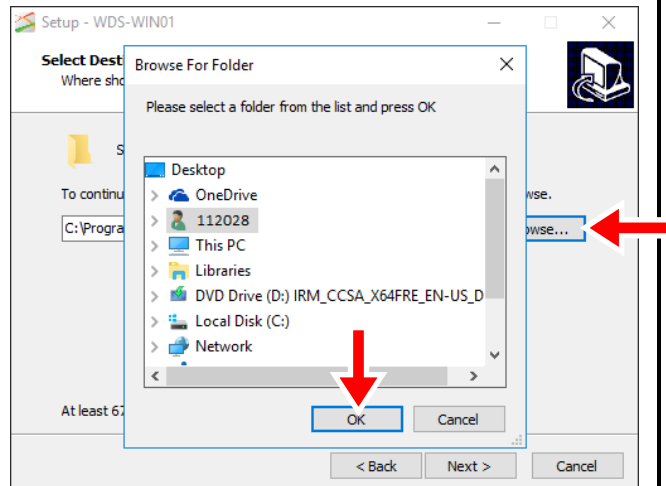 Setup - WDS-WIN01
Select Dest
Where sho
Browse For Folder
Please select a folder from the list and press OK
Desktop
OneDrive
112028
This PC
Libraries
DVD Drive (D:) IRM_CCSA_X64FRE_EN-US_D
Local Disk (C:)
Network
S
To continu
wse.
C:\Progra
owse...
At least 67
OK Cancel
< Back Next > Cancel